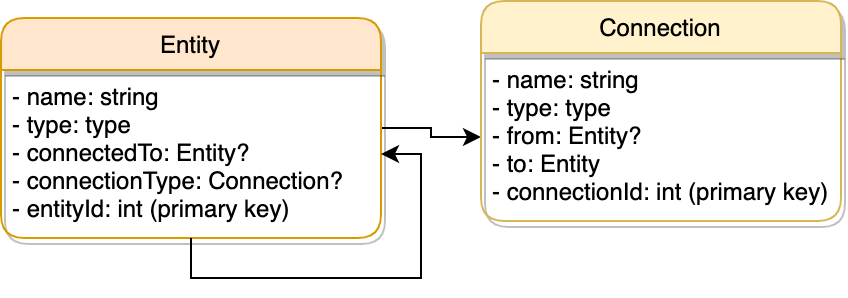 Entity
- name: string
- type: type
- connectedTo: Entity?
- connectionType: Connection?
- entityId: int (primary key)
Connection
- name: string
- type: type
- from: Entity?
- to: Entity
- connectionId: int (primary key)